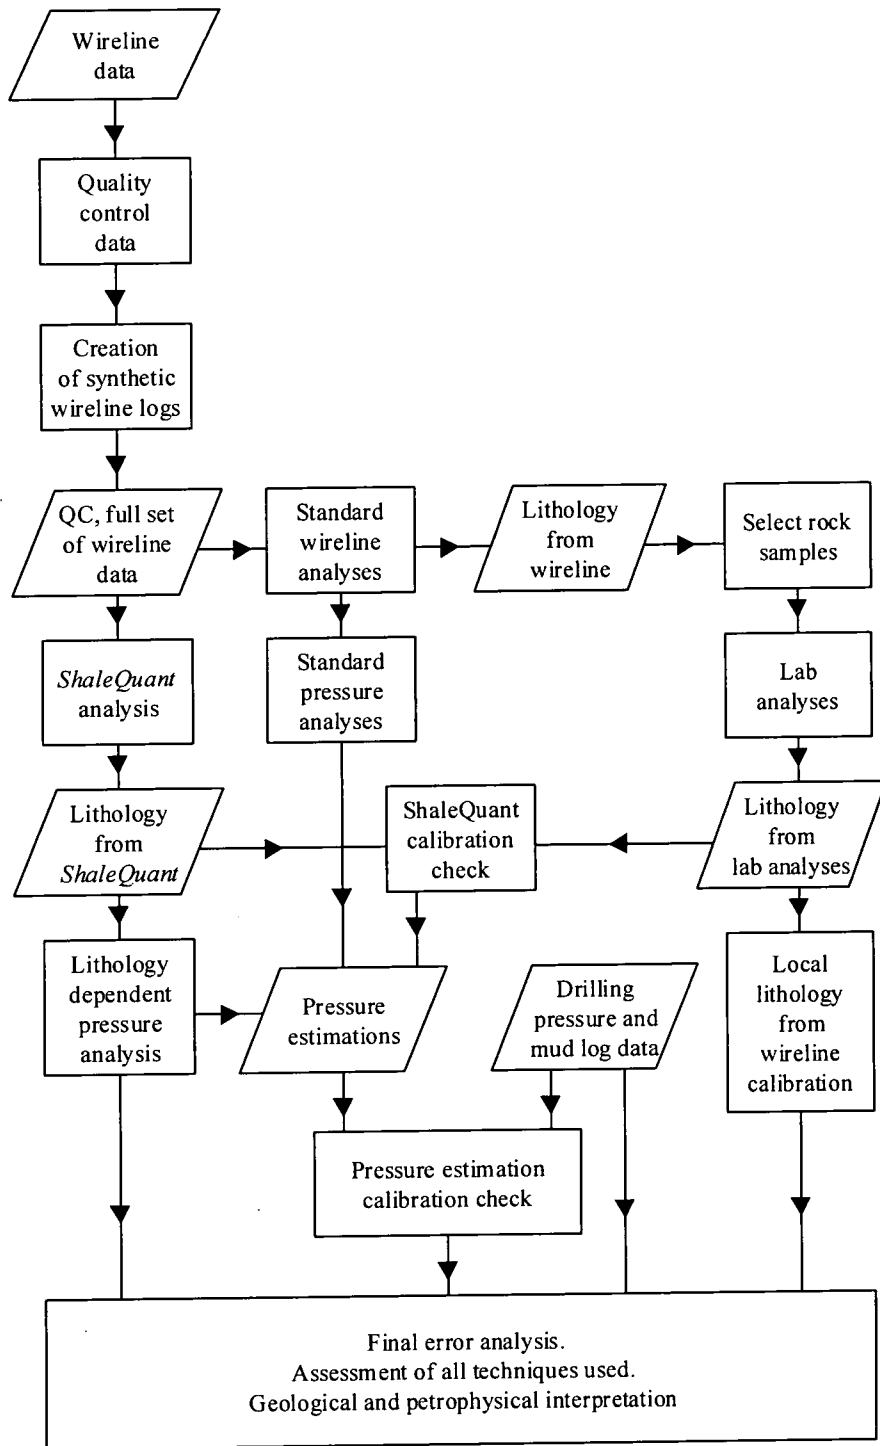 Wireline
data
Quality
control
data
Creation
of synthetic
wireline logs
QC, full set
of wireline
data
Standard
wireline
analyses
Lithology
from
wireline
Select rock
samples
ShaleQuant
analysis
Standard
pressure
analyses
Lab
analyses
Lithology
from
ShaleQuant
ShaleQuant
calibration
check
Lithology
from
lab analyses
Lithology
dependent
pressure
analysis
Pressure
estimations
Drilling
pressure and
mud log data
Local
lithology
from
wireline
calibration
Pressure estimation
calibration check
Final error analysis.
Assessment of all techniques used.
Geological and petrophysical interpretation